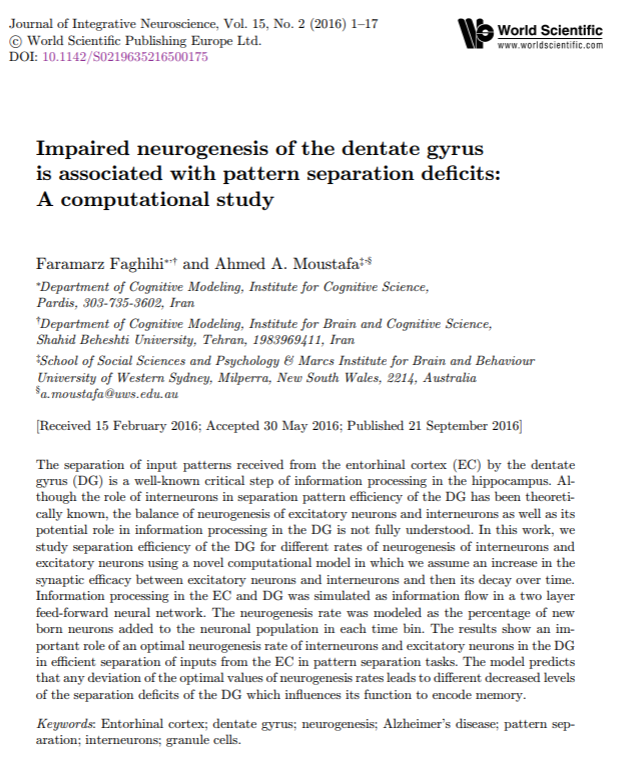 Journal of Integrative Neuroscience, Vol. 15, No. 2 (2016) 1–17
© World Scientific Publishing Europe Ltd.
DOI: 10.1142/S0219635216500175
World Scientific
www.worldscientific.com
Impaired neurogenesis of the dentate gyrus
is associated with pattern separation deficits:
A computational study
Faramarz Faghihi*,† and Ahmed A. Moustafa‡,§
*Department of Cognitive Modeling, Institute for Cognitive Science,
Pardis, 303-735-3602, Iran
†Department of Cognitive Modeling, Institute for Brain and Cognitive Science,
Shahid Beheshti University, Tehran, 1983969411, Iran
‡School of Social Sciences and Psychology & Marcs Institute for Brain and Behaviour
University of Western Sydney, Milperra, New South Wales, 2214, Australia
§a.moustafa@uws.edu.au
[Received 15 February 2016; Accepted 30 May 2016; Published 21 September 2016]
The separation of input patterns received from the entorhinal cortex (EC) by the dentate
gyrus (DG) is a well-known critical step of information processing in the hippocampus. Al-
though the role of interneurons in separation pattern efficiency of the DG has been theoreti-
cally known, the balance of neurogenesis of excitatory neurons and interneurons as well as its
potential role in information processing in the DG is not fully understood. In this work, we
study separation efficiency of the DG for different rates of neurogenesis of interneurons and
excitatory neurons using a novel computational model in which we assume an increase in the
synaptic efficacy between excitatory neurons and interneurons and then its decay over time.
Information processing in the EC and DG was simulated as information flow in a two layer
feed-forward neural network. The neurogenesis rate was modeled as the percentage of new
born neurons added to the neuronal population in each time bin. The results show an im-
portant role of an optimal neurogenesis rate of interneurons and excitatory neurons in the DG
in efficient separation of inputs from the EC in pattern separation tasks. The model predicts
that any deviation of the optimal values of neurogenesis rates leads to different decreased levels
of the separation deficits of the DG which influences its function to encode memory.
Keywords: Entorhinal cortex; dentate gyrus; neurogenesis; Alzheimer's disease; pattern sep-
aration; interneurons; granule cells.